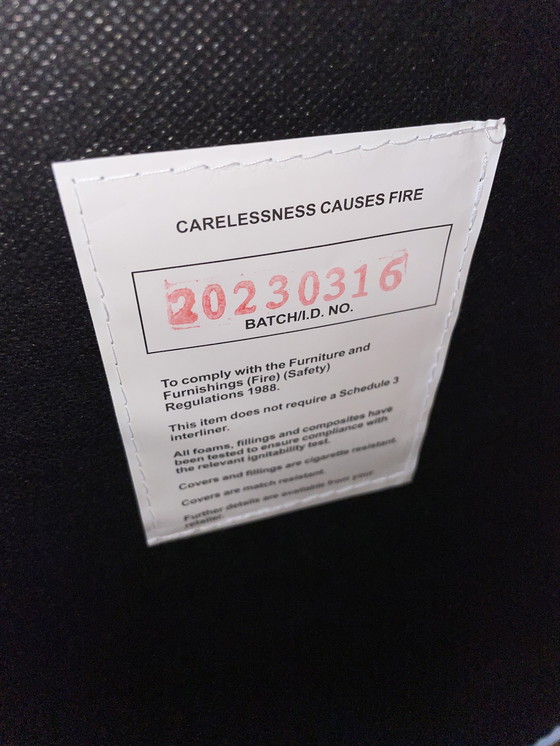 CARELESSNESS CAUSES FIRE
20230316
BATCH/I.D. NO.
To comply with the Furniture and
Furnishings (Fire) (Safety)
Regulations 1988.
This item does not require a Schedule 3
interliner.
All foams, fillings and composites have
been tested to ensure compliance with
the relevant ignitability test.
Covers and fillings are cigarette resistant.
Covers are match resistant.
Further details are available from your
retailer.